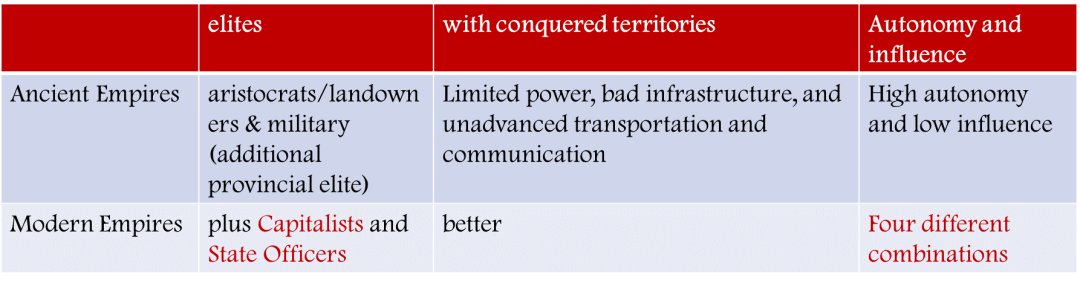 elites
with conquered territories
Autonomy and
influence
Ancient Empires
aristocrats/landown
ers & military
(additional
provincial elite)
Limited power, bad infrastructure, and
unadvanced transportation and
communication
High autonomy
and low influence
Modern Empires
plus Capitalists and
State Officers
better
Four different
combinations